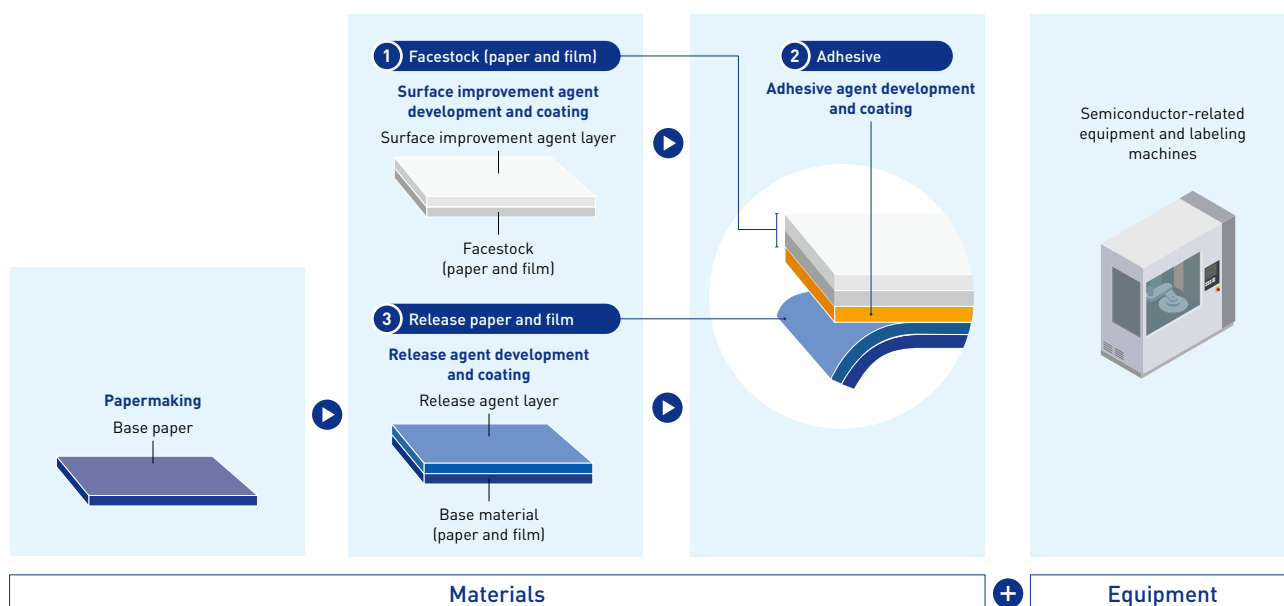 Papermaking
Base paper
1 Facestock (paper and film)
Surface improvement agent
development and coating
Surface improvement agent layer
Facestock
(paper and film)
3 Release paper and film
Release agent development
and coating
Release agent layer
Base material
(paper and film)
2 Adhesive
Adhesive agent development
and coating
Semiconductor-related
equipment and labeling
machines
Materials
+
Equipment